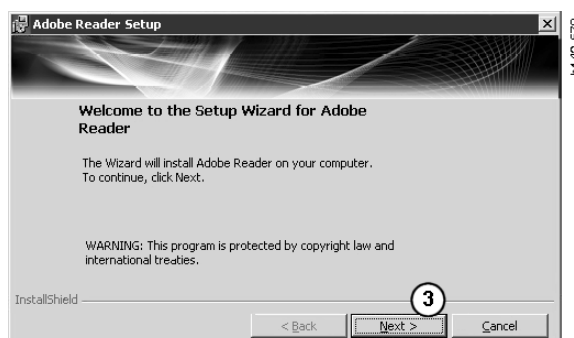 Adobe Reader Setup
Welcome to the Setup Wizard for Adobe
Reader
The Wizard will install Adobe Reader on your computer.
To continue, click Next.
WARNING: This program is protected by copyright law and
international treaties.
InstallShield
3
< Back
Next >
Cancel